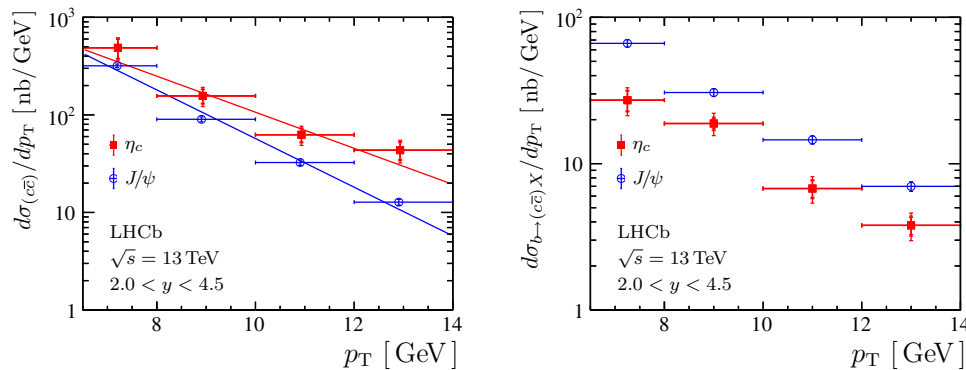 dσ(cc̅)/dpT [ nb/ GeV]
10³
10²
10
1
ηc
J/ψ
LHCb
√s = 13 TeV
2.0 < y < 4.5
8 10 12 14
pT [ GeV]
dσb→(cc̅)X/dpT [ nb/ GeV]
10²
10
1
ηc
J/ψ
LHCb
√s = 13 TeV
2.0 < y < 4.5
8 10 12 14
pT [ GeV]